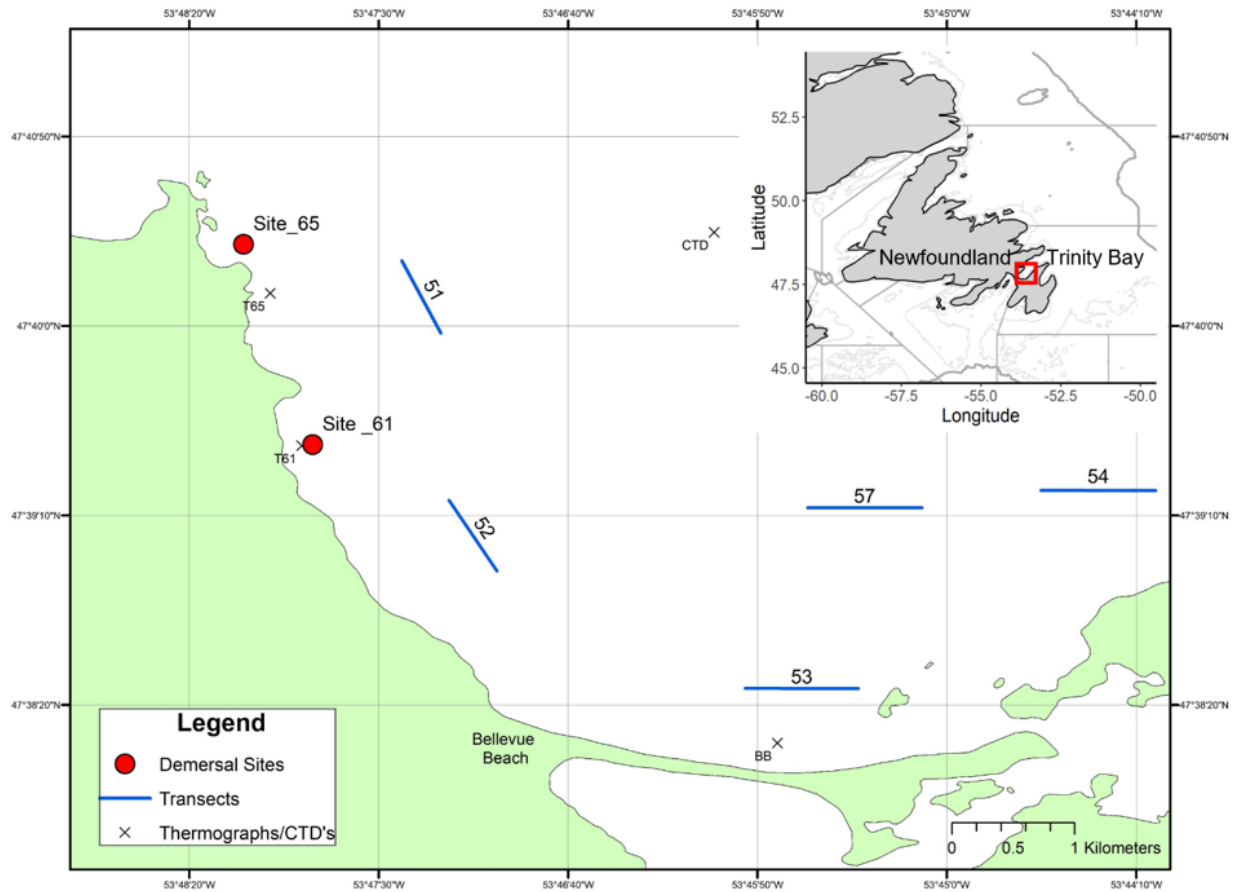 53°48'20"W
53°47'30"W
53°46'40"W
53°45'50"W
53°45'0"W
53°44'10"W
47°40'50"N
47°40'50"N
52.5
50.0
47.5
45.0
Latitude
Newfoundland
Trinity Bay
-60.0
-57.5
-55.0
-52.5
-50.0
Longitude
Site_65
T65
CTD
51
47°40'0"N
47°40'0"N
Site _61
T61
54
57
47°39'10"N
47°39'10"N
52
53
47°38'20"N
47°38'20"N
Bellevue
Beach
BB
Legend
Demersal Sites
Transects
Thermographs/CTD's
0
0.5
1 Kilometers
53°48'20"W
53°47'30"W
53°46'40"W
53°45'50"W
53°45'0"W
53°44'10"W